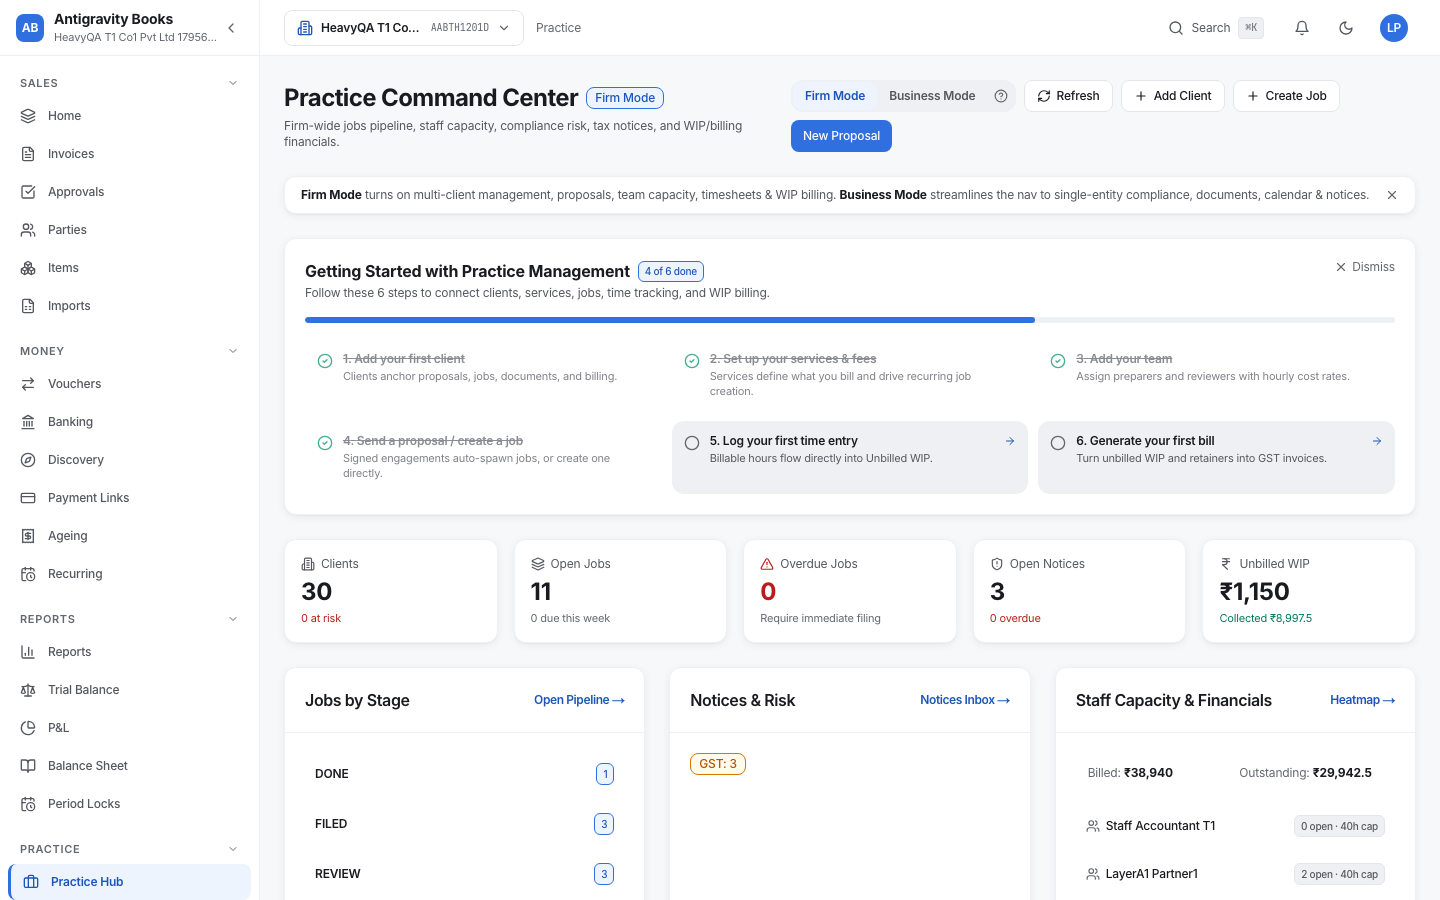 AB
Antigravity Books
HeavyQA T1 Co1 Pvt Ltd 17956...
SALES
Home
Invoices
Approvals
Parties
Items
Imports
MONEY
Vouchers
Banking
Discovery
Payment Links
Ageing
Recurring
REPORTS
Reports
Trial Balance
P&L
Balance Sheet
Period Locks
PRACTICE
Practice Hub
HeavyQA T1 Co... AABTH1201D
Practice
Search ⌘K
LP
Practice Command Center Firm Mode
Firm-wide jobs pipeline, staff capacity, compliance risk, tax notices, and WIP/billing
financials.
Firm Mode Business Mode
Refresh
Add Client
Create Job
New Proposal
Firm Mode turns on multi-client management, proposals, team capacity, timesheets & WIP billing. Business Mode streamlines the nav to single-entity compliance, documents, calendar & notices.
Getting Started with Practice Management 4 of 6 done
Dismiss
Follow these 6 steps to connect clients, services, jobs, time tracking, and WIP billing.
1. Add your first client
Clients anchor proposals, jobs, documents, and billing.
2. Set up your services & fees
Services define what you bill and drive recurring job
creation.
3. Add your team
Assign preparers and reviewers with hourly cost rates.
4. Send a proposal / create a job
Signed engagements auto-spawn jobs, or create one
directly.
5. Log your first time entry →
Billable hours flow directly into Unbilled WIP.
6. Generate your first bill →
Turn unbilled WIP and retainers into GST invoices.
Clients
30
0 at risk
Open Jobs
11
0 due this week
Overdue Jobs
0
Require immediate filing
Open Notices
3
0 overdue
₹ Unbilled WIP
₹1,150
Collected ₹8,997.5
Jobs by Stage
Open Pipeline →
DONE 1
FILED 3
REVIEW 3
Notices & Risk
Notices Inbox →
GST: 3
Staff Capacity & Financials
Heatmap →
Billed: ₹38,940
Outstanding: ₹29,942.5
Staff Accountant T1
0 open · 40h cap
LayerA1 Partner1
2 open · 40h cap